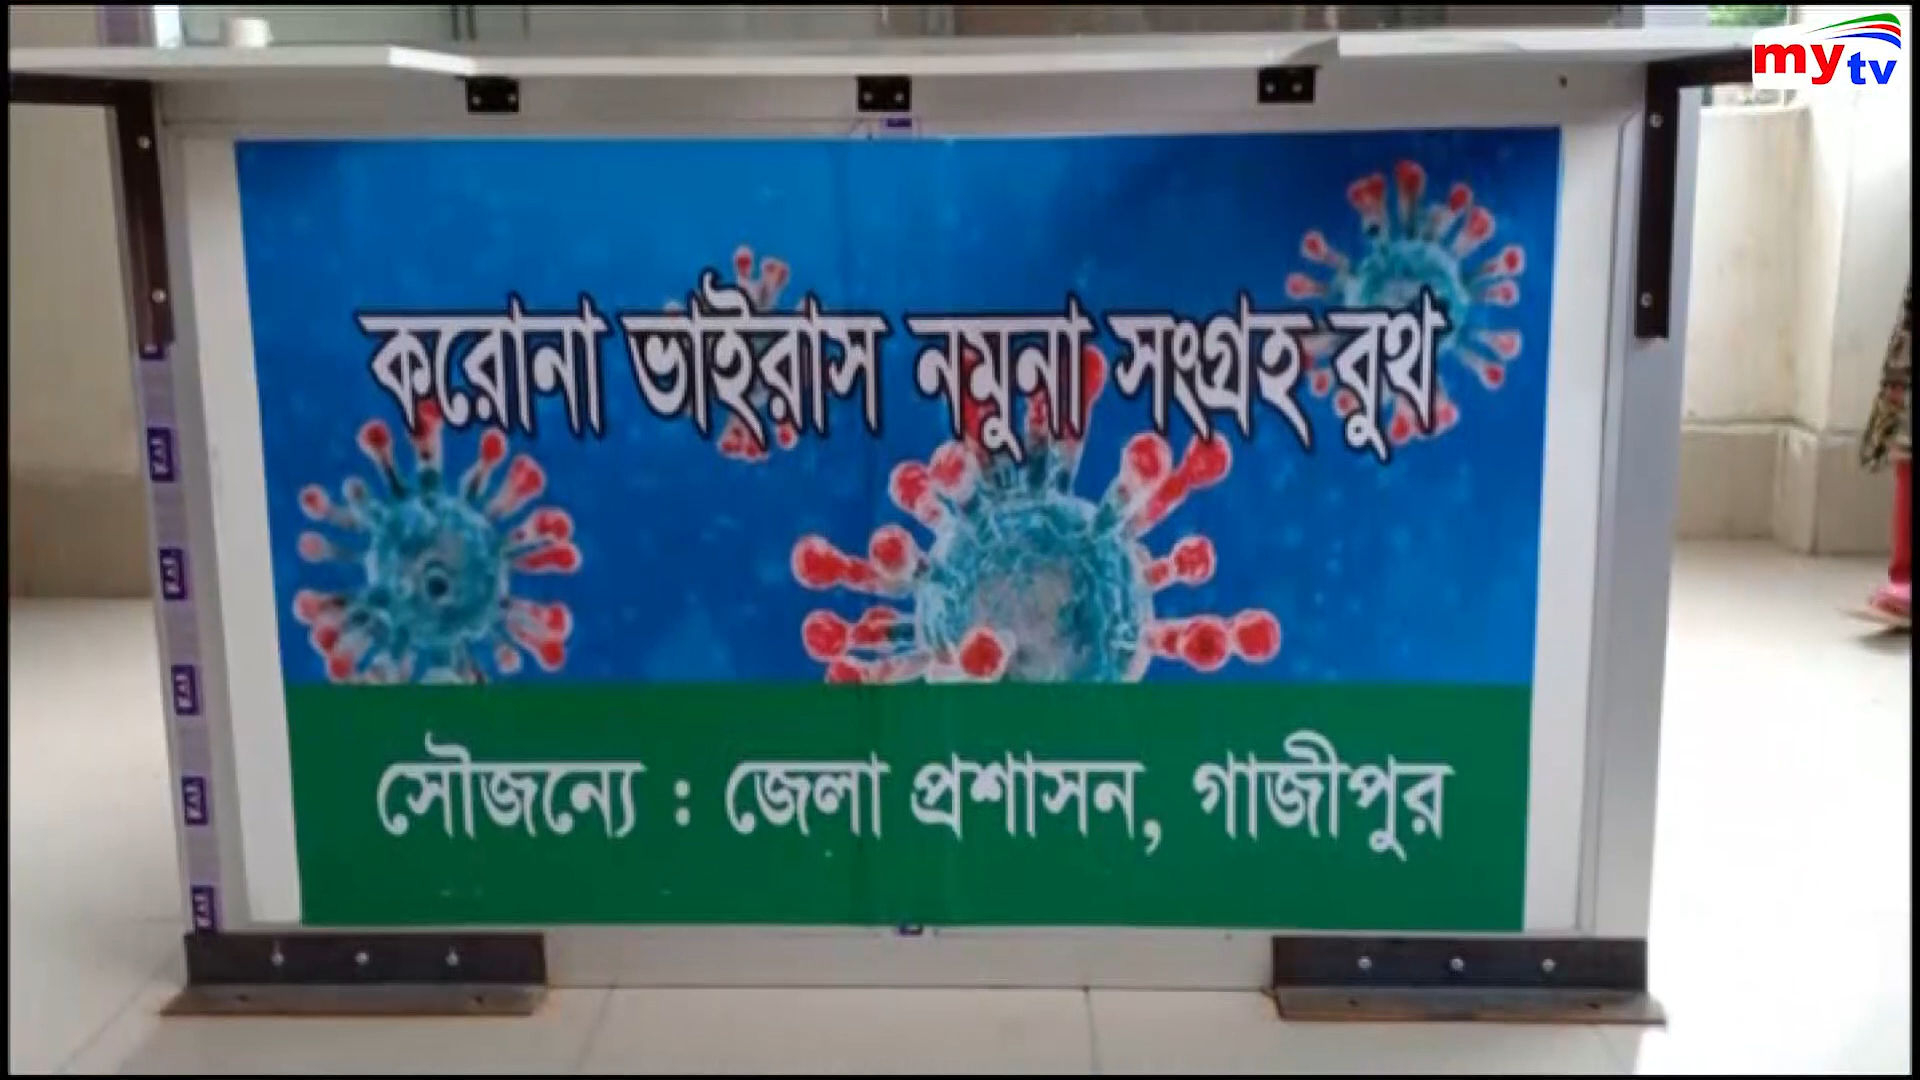 my tv
করোনা ভাইরাস নমুনা সংগ্রহ বুথ
সৌজন্যে : জেলা প্রশাসন, গাজীপুর